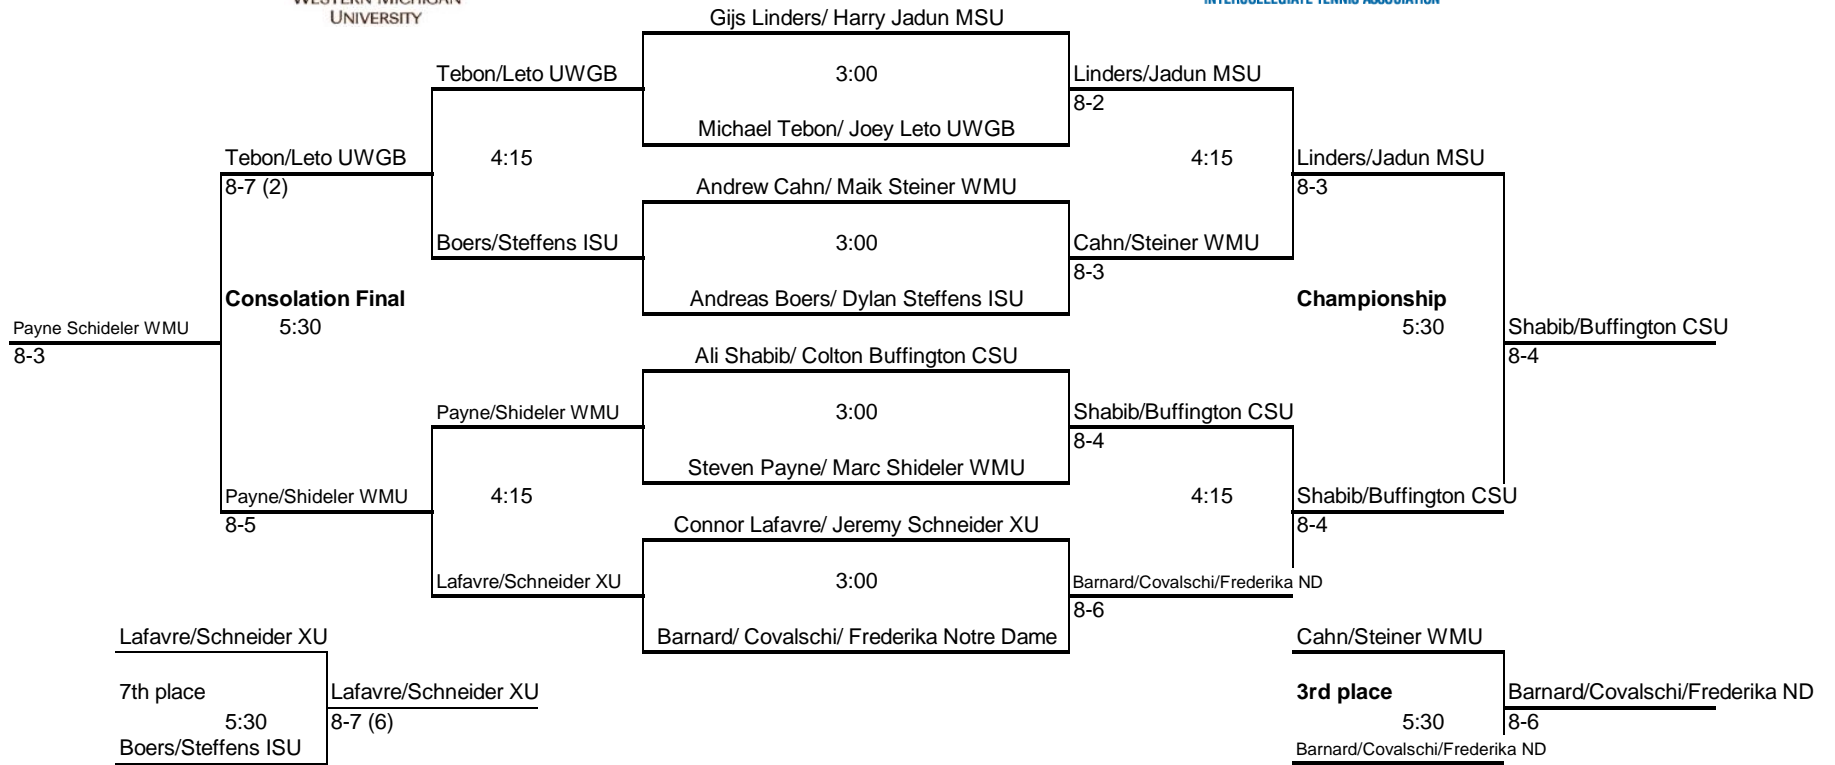 WESTERN MICHIGAN
UNIVERSITY
INTERCOLLEGIATE TENNIS ASSOCIATION
Gijs Linders/ Harry Jadun MSU
Tebon/Leto UWGB
3:00
Linders/Jadun MSU
8-2
Michael Tebon/ Joey Leto UWGB
Tebon/Leto UWGB
4:15
4:15
Linders/Jadun MSU
8-7 (2)
Andrew Cahn/ Maik Steiner WMU
8-3
Boers/Steffens ISU
3:00
Cahn/Steiner WMU
8-3
Consolation Final
Andreas Boers/ Dylan Steffens ISU
Championship
Payne Schideler WMU
5:30
5:30
Shabib/Buffington CSU
8-3
Ali Shabib/ Colton Buffington CSU
8-4
Payne/Shideler WMU
3:00
Shabib/Buffington CSU
8-4
Steven Payne/ Marc Shideler WMU
Payne/Shideler WMU
4:15
4:15
Shabib/Buffington CSU
8-5
Connor Lafavre/ Jeremy Schneider XU
8-4
Lafavre/Schneider XU
3:00
Barnard/Covalschi/Frederika ND
8-6
Lafavre/Schneider XU
Barnard/ Covalschi/ Frederika Notre Dame
Cahn/Steiner WMU
7th place
Lafavre/Schneider XU
3rd place
Barnard/Covalschi/Frederika ND
5:30
8-7 (6)
5:30
8-6
Boers/Steffens ISU
Barnard/Covalschi/Frederika ND